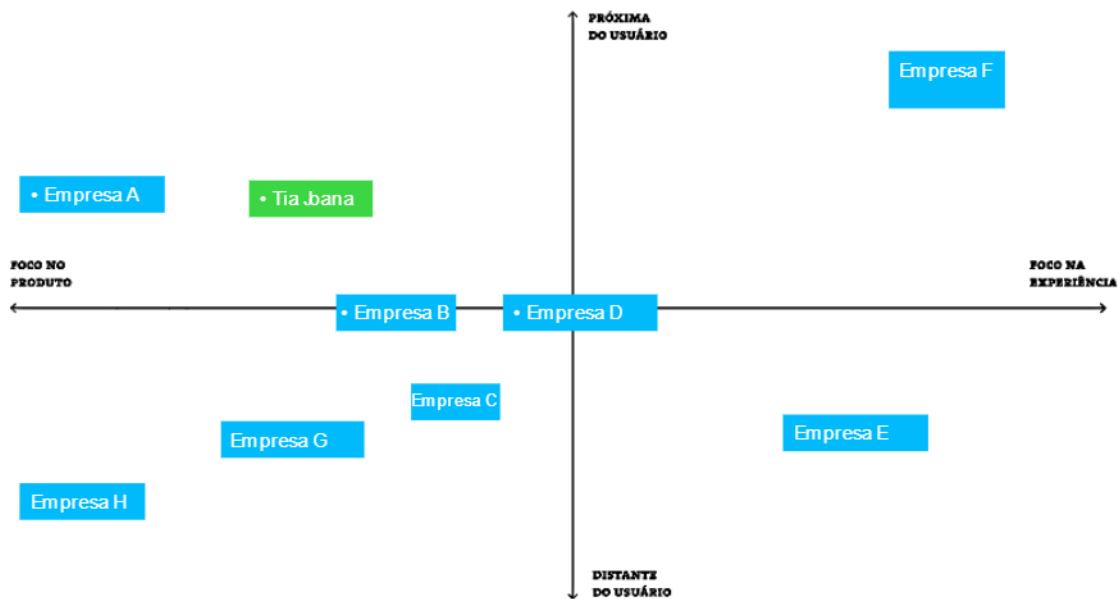 PRÓXIMA
DO USUÁRIO
Empresa F
• Empresa A
• Tia Joana
FOCO NO
PRODUTO
FOCO NA
EXPERIÊNCIA
• Empresa B
• Empresa D
Empresa C
Empresa G
Empresa E
Empresa H
DISTANTE
DO USUÁRIO